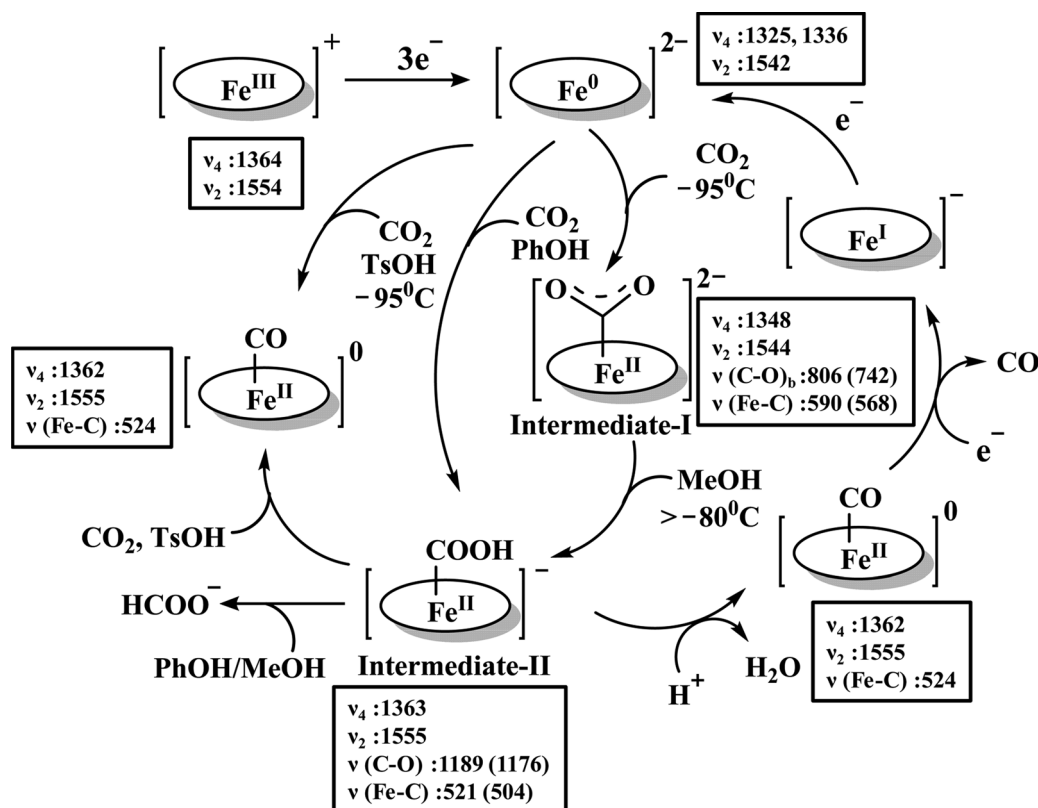 [Fe^III]^+
3e^−
[Fe^0]^2−
ν4 :1325, 1336
ν2 :1542
ν4 :1364
ν2 :1554
e^−
CO2
−95^0C
[Fe^I]^−
CO2
TsOH
−95^0C
CO2
PhOH
O O
[Fe^II]^2−
Intermediate-I
ν4 :1348
ν2 :1544
ν (C-O)b :806 (742)
ν (Fe-C) :590 (568)
CO
e^−
ν4 :1362
ν2 :1555
ν (Fe-C) :524
CO
[Fe^II]^0
MeOH
>−80^0C
CO
[Fe^II]^0
CO2, TsOH
COOH
[Fe^II]^−
Intermediate-II
HCOO^−
PhOH/MeOH
H^+
H2O
ν4 :1362
ν2 :1555
ν (Fe-C) :524
ν4 :1363
ν2 :1555
ν (C-O) :1189 (1176)
ν (Fe-C) :521 (504)